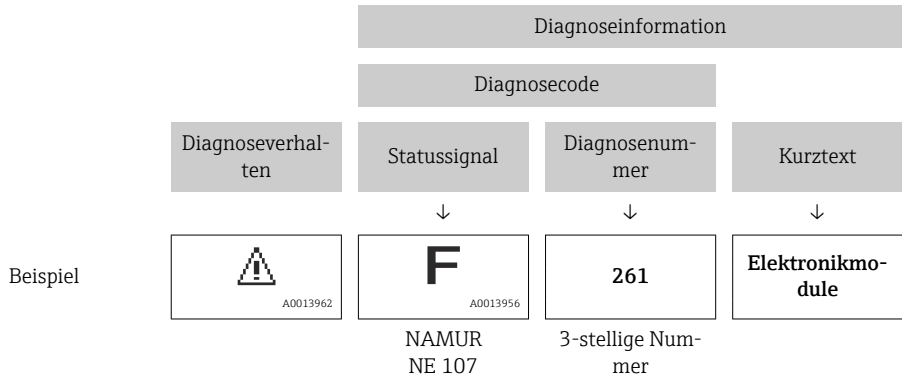 Diagnoseinformation
Diagnosecode
Diagnoseverhal-
ten
Statussignal
Diagnosenum-
mer
Kurztext
↓ ↓ ↓
Beispiel
A0013962
F
A0013956
261
Elektronikmo-
dule
NAMUR
NE 107
3-stellige Num-
mer